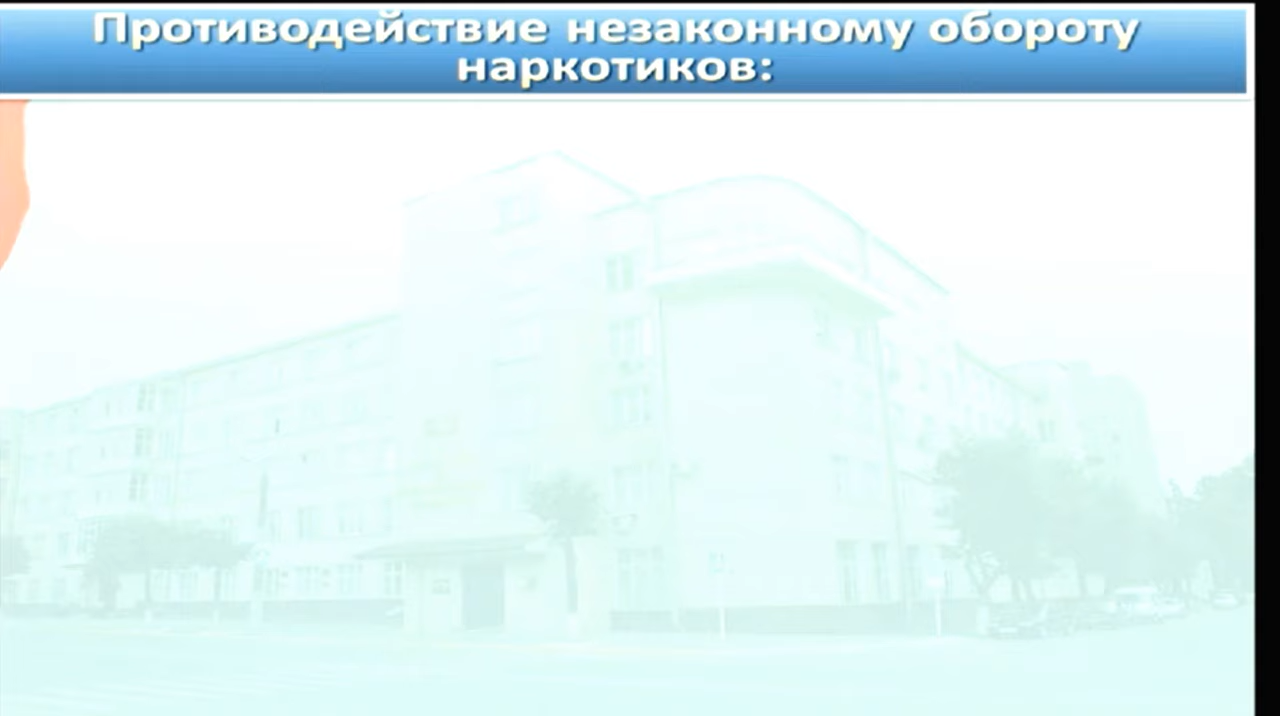 Противодействие незаконному обороту
наркотиков: